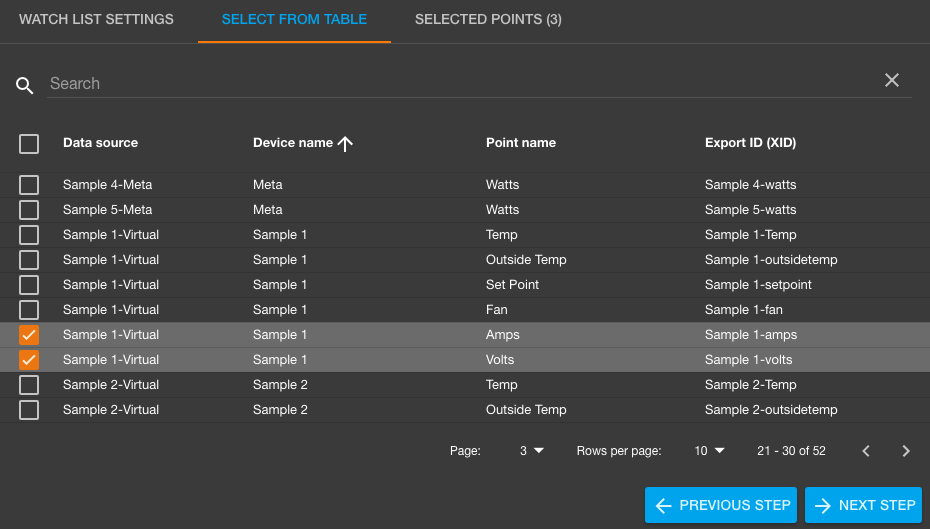 WATCH LIST SETTINGS SELECT FROM TABLE SELECTED POINTS (3)
Search
Data source Device name Point name Export ID (XID)
Sample 4-Meta Meta Watts Sample 4-watts
Sample 5-Meta Meta Watts Sample 5-watts
Sample 1-Virtual Sample 1 Temp Sample 1-Temp
Sample 1-Virtual Sample 1 Outside Temp Sample 1-outsidetemp
Sample 1-Virtual Sample 1 Set Point Sample 1-setpoint
Sample 1-Virtual Sample 1 Fan Sample 1-fan
Sample 1-Virtual Sample 1 Amps Sample 1-amps
Sample 1-Virtual Sample 1 Volts Sample 1-volts
Sample 2-Virtual Sample 2 Temp Sample 2-Temp
Sample 2-Virtual Sample 2 Outside Temp Sample 2-outsidetemp
Page: 3 Rows per page: 10 21 - 30 of 52
PREVIOUS STEP NEXT STEP